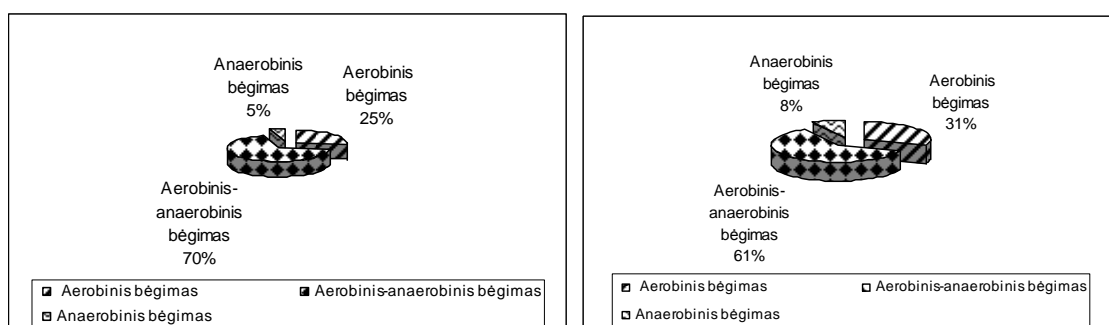 Anaerobinis
bėgimas
5%
Aerobinis
bėgimas
25%
Aerobinis-
anaerobinis
bėgimas
70%
Aerobinis bėgimas
Aerobinis-anaerobinis bėgimas
Anaerobinis bėgimas
Anaerobinis
bėgimas
8%
Aerobinis
bėgimas
31%
Aerobinis-
anaerobinis
bėgimas
61%
Aerobinis bėgimas
Aerobinis-anaerobinis bėgimas
Anaerobinis bėgimas